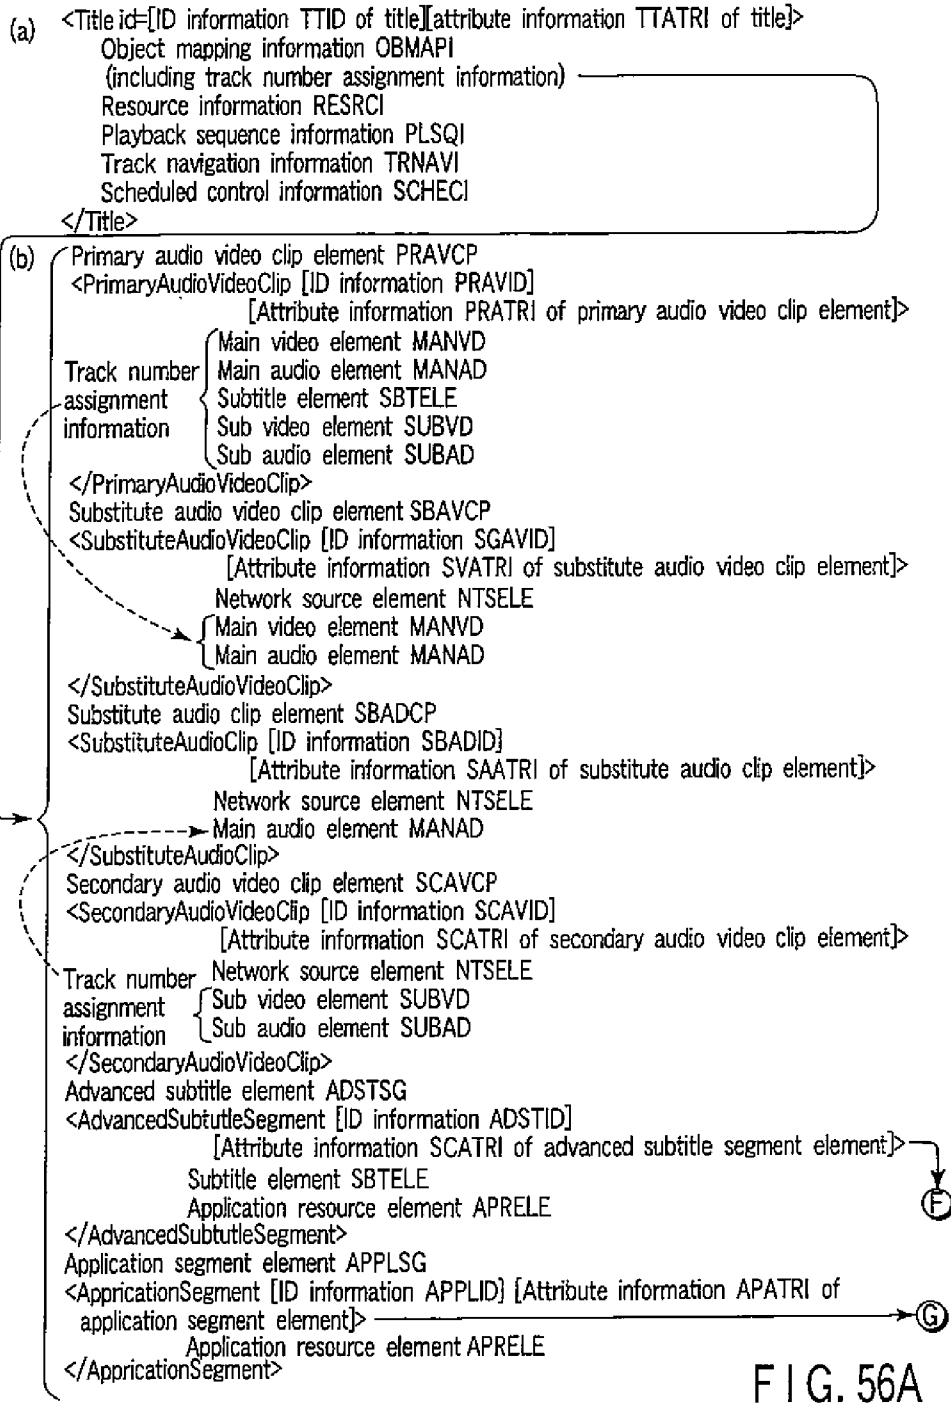 (a) <Title id=[ID information TTID of title][attribute information TTATRI of title]>
Object mapping information OBMAPI
(including track number assignment information)
Resource information RESRCI
Playback sequence information PLSQI
Track navigation information TRNAVI
Scheduled control information SCHECI
</Title>
(b) Primary audio video clip element PRAVCP
<PrimaryAudioVideoClip [ID information PRAVID]
[Attribute information PRATRI of primary audio video clip element]>
Main video element MANVD
Track number Main audio element MANAD
assignment Subtitle element SBTELE
information Sub video element SUBVD
Sub audio element SUBAD
</PrimaryAudioVideoClip>
Substitute audio video clip element SBAVCP
<SubstituteAudioVideoClip [ID information SGAVID]
[Attribute information SVATRI of substitute audio video clip element]>
Network source element NTSELE
Main video element MANVD
Main audio element MANAD
</SubstituteAudioVideoClip>
Substitute audio clip element SBADCP
<SubstituteAudioClip [ID information SBADID]
[Attribute information SAATRI of substitute audio clip element]>
Network source element NTSELE
Main audio element MANAD
</SubstituteAudioClip>
Secondary audio video clip element SCAVCP
<SecondaryAudioVideoClip [ID information SCAVID]
[Attribute information SCATRI of secondary audio video clip element]>
Track number Network source element NTSELE
assignment Sub video element SUBVD
information Sub audio element SUBAD
</SecondaryAudioVideoClip>
Advanced subtitle element ADSTSG
<AdvancedSubtutleSegment [ID information ADSTID]
[Attribute information SCATRI of advanced subtitle segment element]>
Subtitle element SBTELE
F
Application resource element APRELE
</AdvancedSubtutleSegment>
Application segment element APPLSG
<AppricationSegment [ID information APPLID] [Attribute information APATRI of
application segment element]> G
Application resource element APRELE
</AppricationSegment>
FIG. 56A